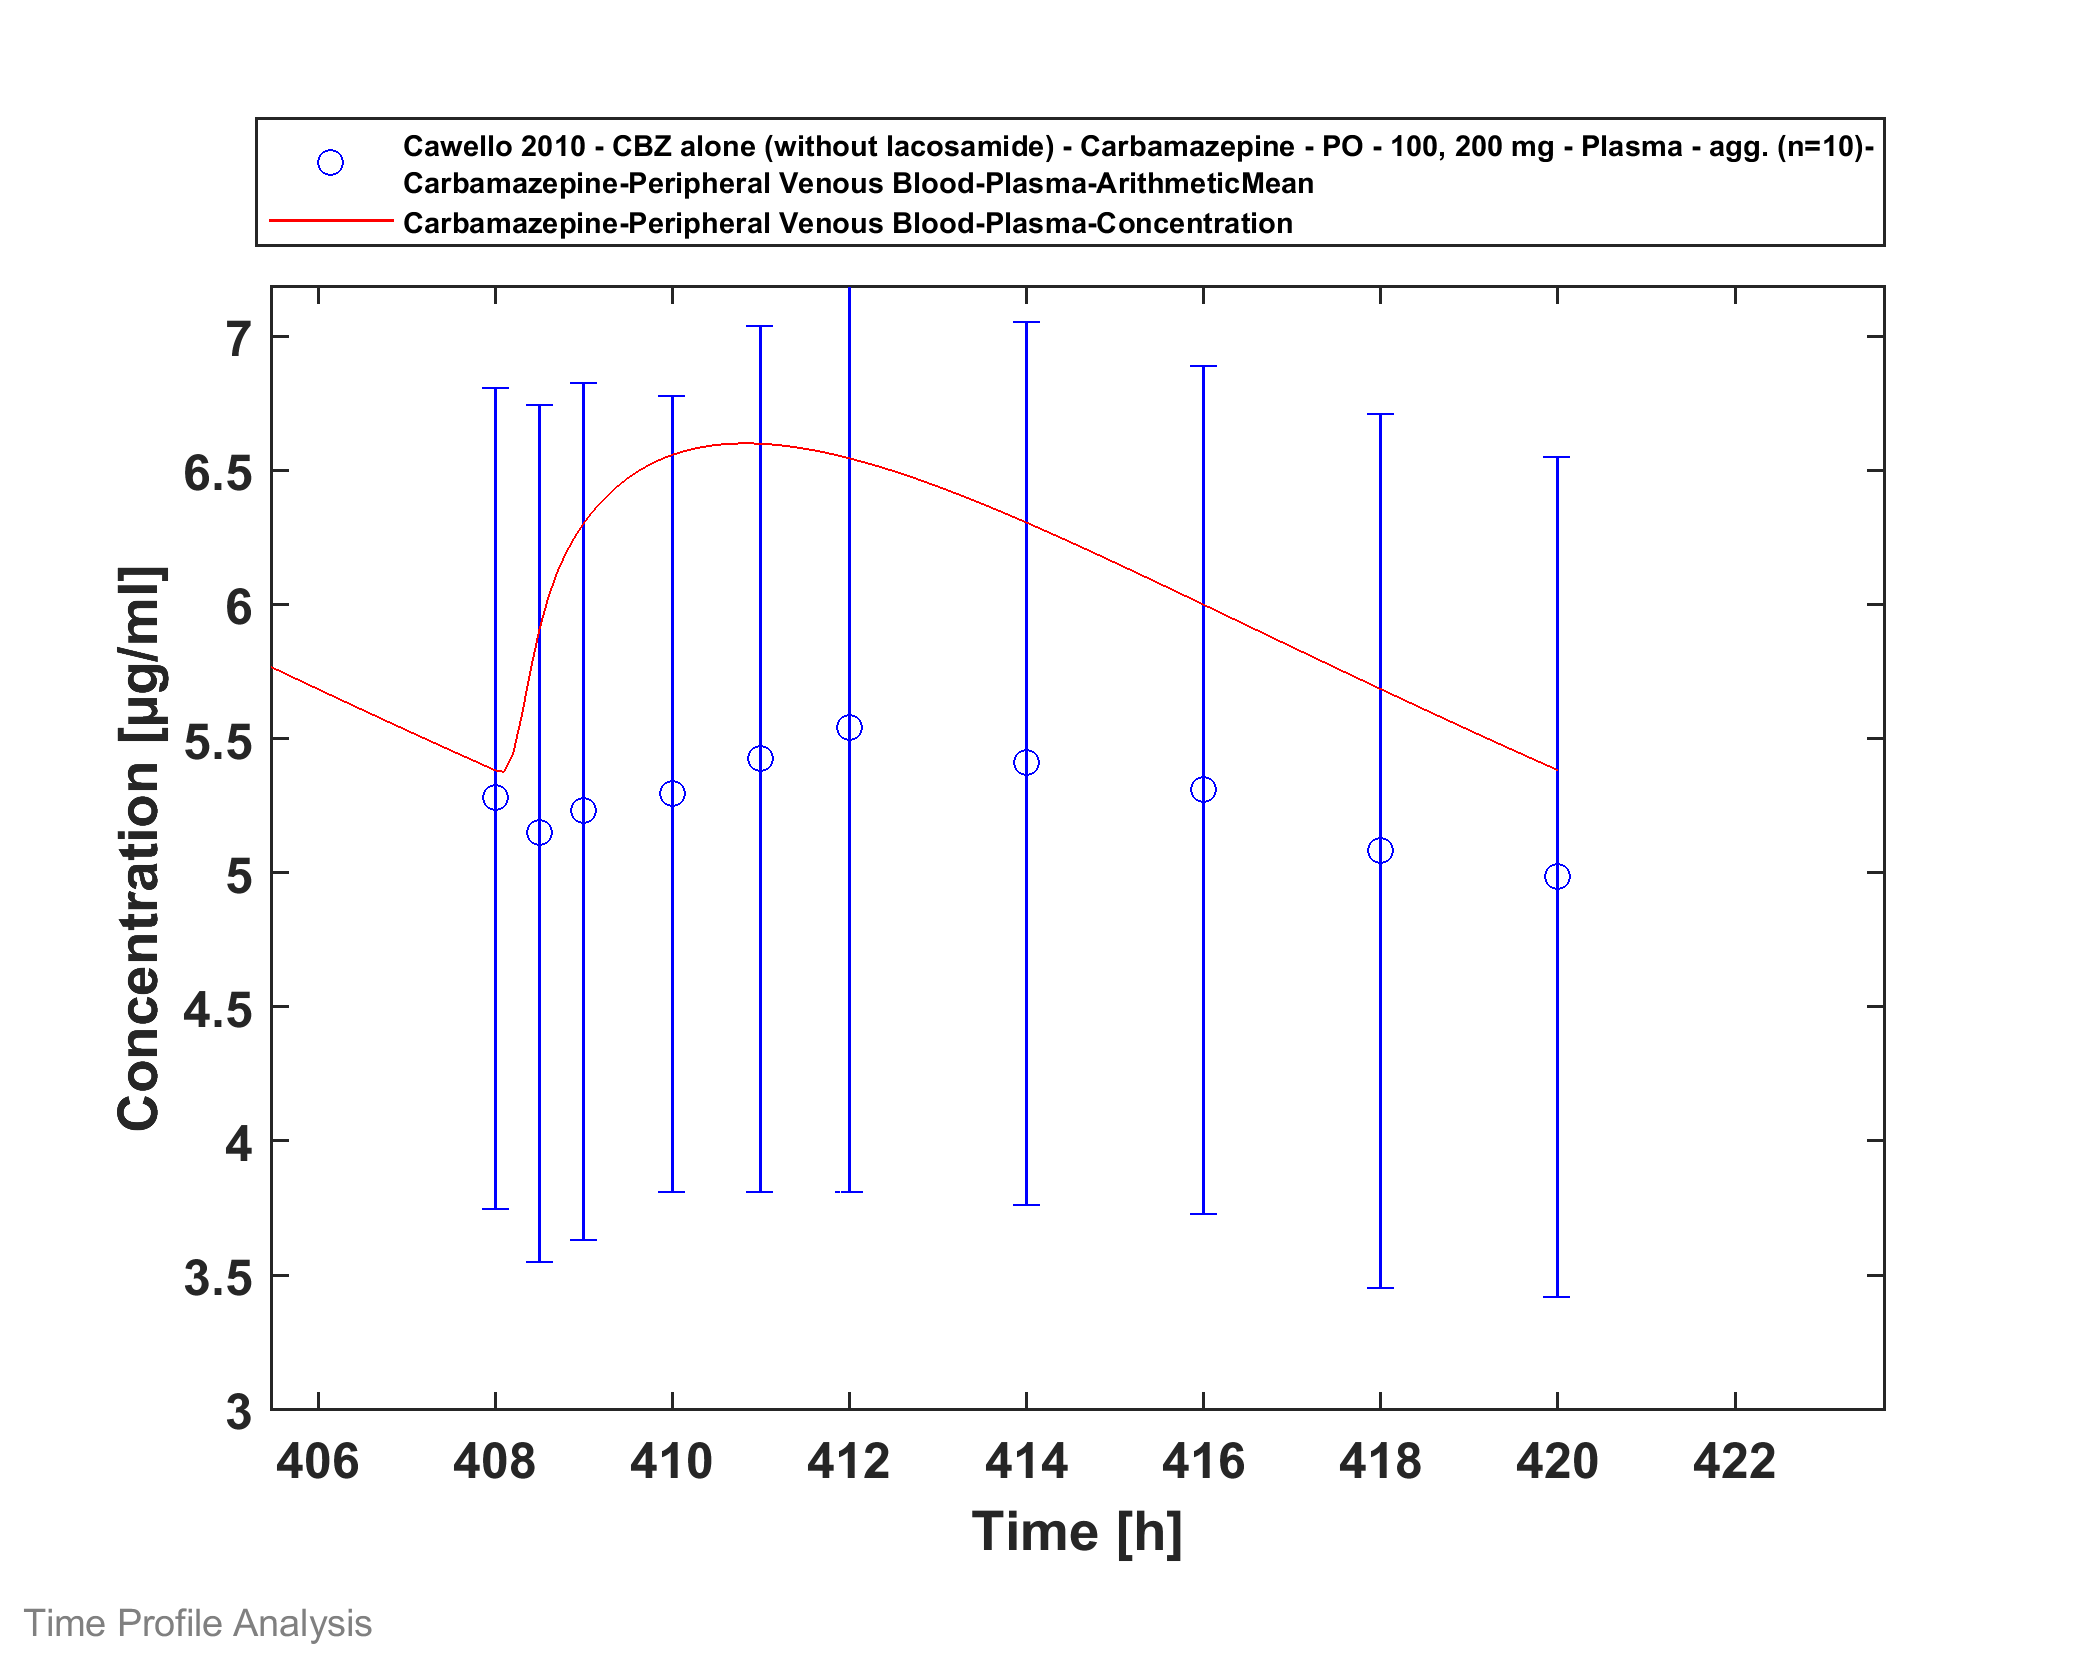 Cawello 2010 - CBZ alone (without lacosamide) - Carbamazepine - PO - 100, 200 mg - Plasma - agg. (n=10)-
Carbamazepine-Peripheral Venous Blood-Plasma-ArithmeticMean
Carbamazepine-Peripheral Venous Blood-Plasma-Concentration
7
6.5
6
5.5
5
4.5
4
3.5
3
Concentration [µg/ml]
406 408 410 412 414 416 418 420 422
Time [h]
Time Profile Analysis